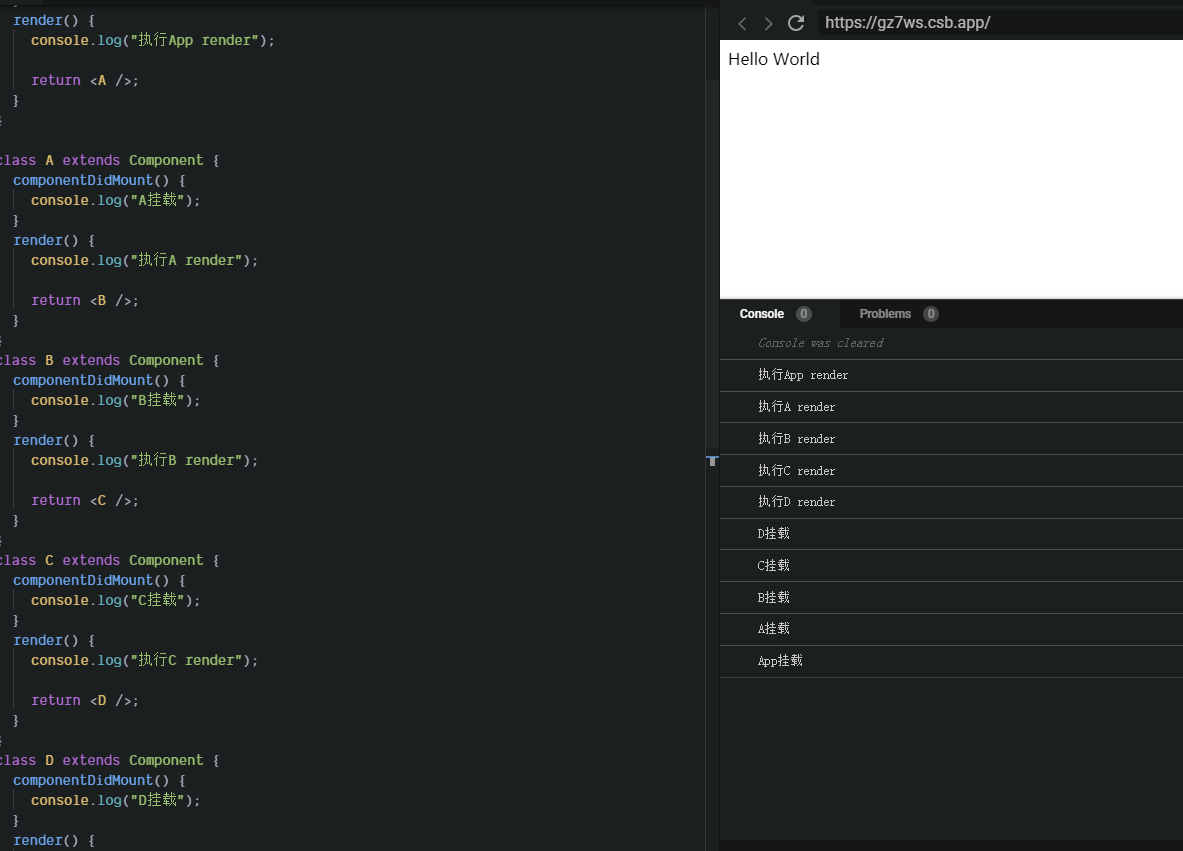 render() {
console.log("执行App render");
return <A />;
}
}
class A extends Component {
componentDidMount() {
console.log("A挂载");
}
render() {
console.log("执行A render");
return <B />;
}
}
class B extends Component {
componentDidMount() {
console.log("B挂载");
}
render() {
console.log("执行B render");
return <C />;
}
}
class C extends Component {
componentDidMount() {
console.log("C挂载");
}
render() {
console.log("执行C render");
return <D />;
}
}
class D extends Component {
componentDidMount() {
console.log("D挂载");
}
render() {
https://gz7ws.csb.app/
Hello World
Console 0 Problems 0
Console was cleared
执行App render
执行A render
执行B render
执行C render
执行D render
D挂载
C挂载
B挂载
A挂载
App挂载